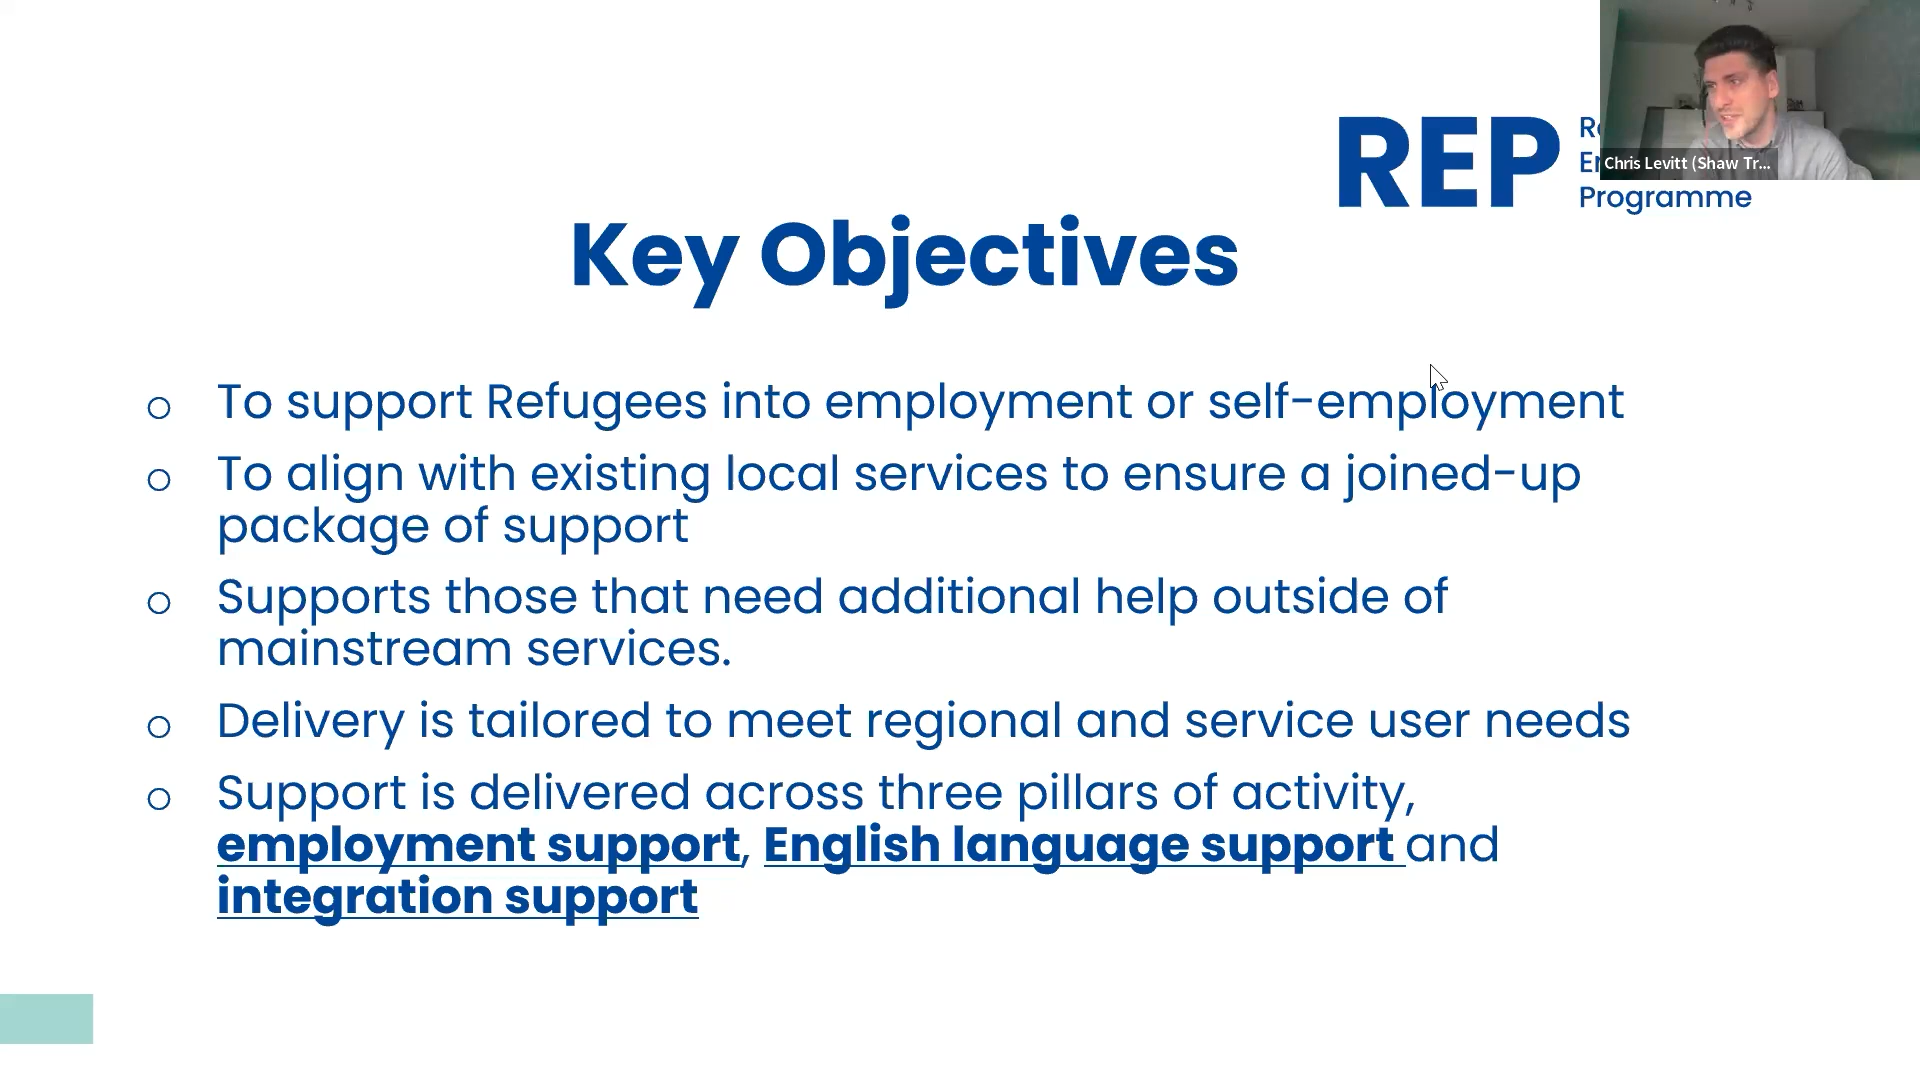 REP
Programme
Chris Levitt (Shaw Tr...
Key Objectives
o To support Refugees into employment or self-employment
o To align with existing local services to ensure a joined-up
package of support
o Supports those that need additional help outside of
mainstream services.
o Delivery is tailored to meet regional and service user needs
o Support is delivered across three pillars of activity,
employment support, English language support and
integration support